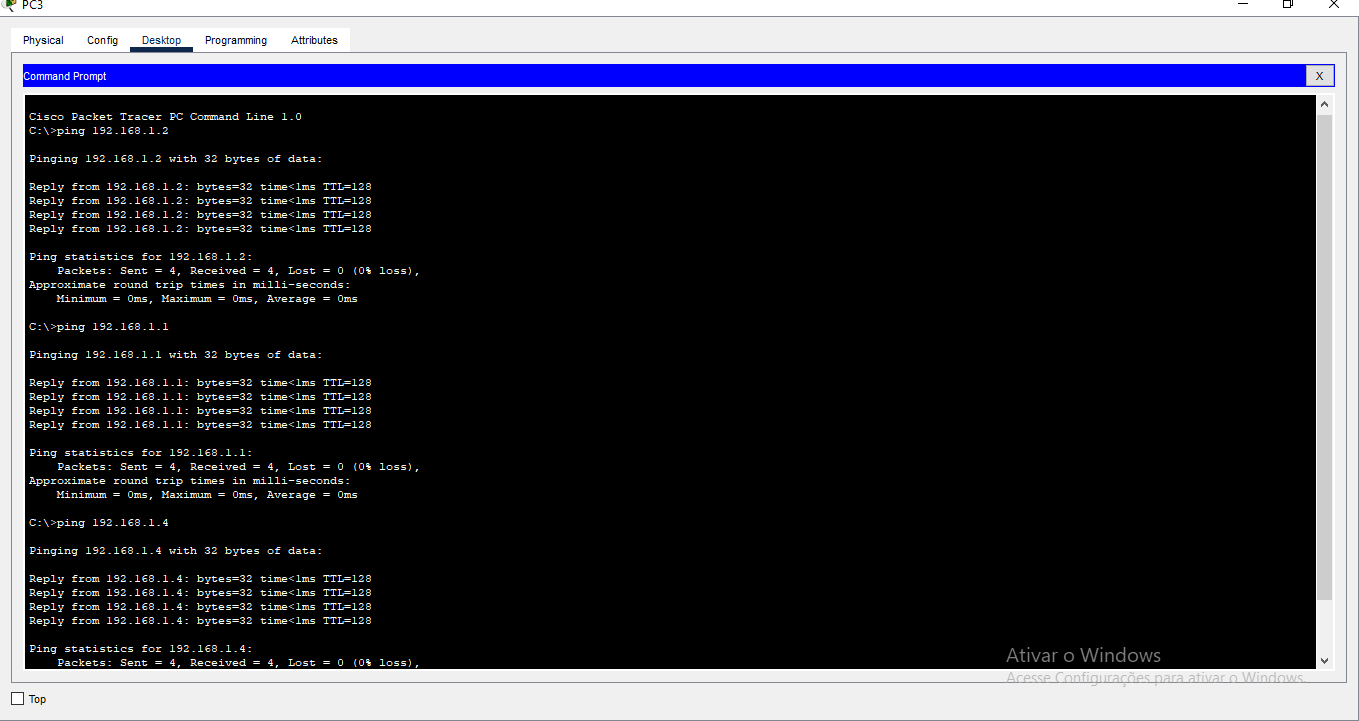 PC3
Physical Config Desktop Programming Attributes
Command Prompt X
Cisco Packet Tracer PC Command Line 1.0
C:\>ping 192.168.1.2
Pinging 192.168.1.2 with 32 bytes of data:
Reply from 192.168.1.2: bytes=32 time<1ms TTL=128
Reply from 192.168.1.2: bytes=32 time<1ms TTL=128
Reply from 192.168.1.2: bytes=32 time<1ms TTL=128
Reply from 192.168.1.2: bytes=32 time<1ms TTL=128
Ping statistics for 192.168.1.2:
    Packets: Sent = 4, Received = 4, Lost = 0 (0% loss),
Approximate round trip times in milli-seconds:
    Minimum = 0ms, Maximum = 0ms, Average = 0ms
C:\>ping 192.168.1.1
Pinging 192.168.1.1 with 32 bytes of data:
Reply from 192.168.1.1: bytes=32 time<1ms TTL=128
Reply from 192.168.1.1: bytes=32 time<1ms TTL=128
Reply from 192.168.1.1: bytes=32 time<1ms TTL=128
Reply from 192.168.1.1: bytes=32 time<1ms TTL=128
Ping statistics for 192.168.1.1:
    Packets: Sent = 4, Received = 4, Lost = 0 (0% loss),
Approximate round trip times in milli-seconds:
    Minimum = 0ms, Maximum = 0ms, Average = 0ms
C:\>ping 192.168.1.4
Pinging 192.168.1.4 with 32 bytes of data:
Reply from 192.168.1.4: bytes=32 time<1ms TTL=128
Reply from 192.168.1.4: bytes=32 time<1ms TTL=128
Reply from 192.168.1.4: bytes=32 time<1ms TTL=128
Reply from 192.168.1.4: bytes=32 time<1ms TTL=128
Ping statistics for 192.168.1.4:
    Packets: Sent = 4, Received = 4, Lost = 0 (0% loss),
Ativar o Windows
Acesse Configurações para ativar o Windows.
Top